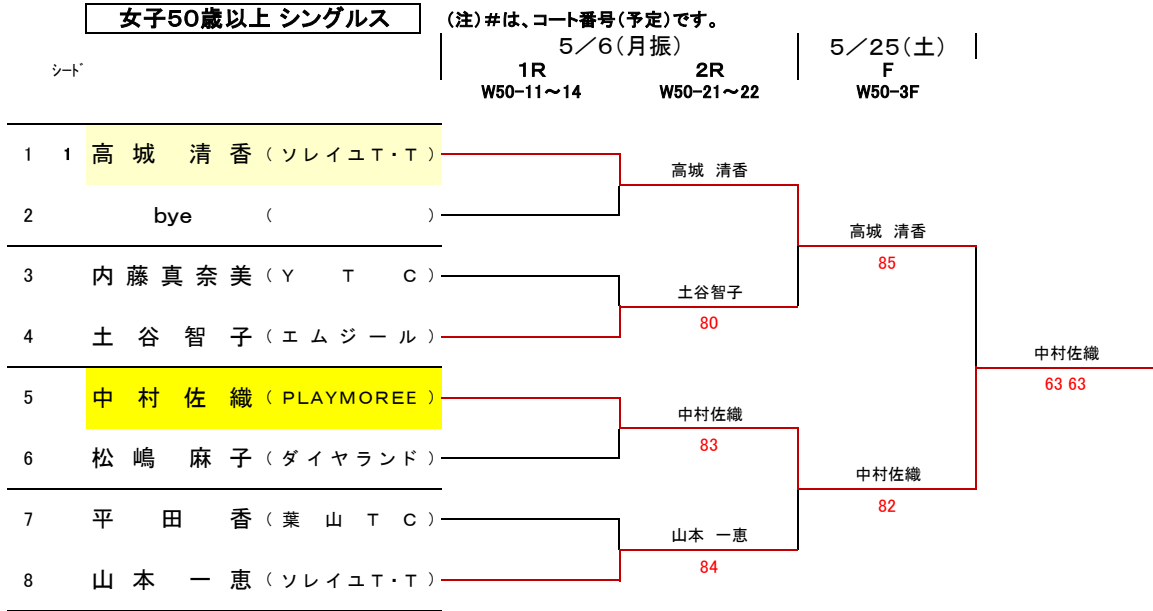 女子50歳以上 シングルス (注)#は、コート番号(予定)です。
5/6(月振) 5/25(土)
シード 1R 2R F
W50-11~14 W50-21~22 W50-3F
1 1 高城 清香 (ソレイユT・T)
高城 清香
2 bye ( )
高城 清香
85
3 内藤真奈美 (YTC)
土谷智子
80
4 土谷智子 (エムジール)
中村佐織
63 63
5 中村佐織 (PLAYMOREE)
中村佐織
83
6 松嶋 麻子 (ダイヤランド)
中村佐織
82
7 平田 香 (葉山TC)
山本 一恵
84
8 山本 一恵 (ソレイユT・T)